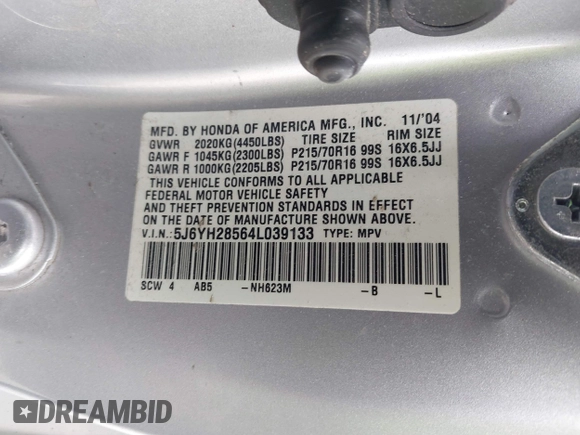 MFD. BY HONDA OF AMERICA MFG., INC. 11/'04
GVWR 2020KG(4450LBS) TIRE SIZE RIM SIZE
GAWR F 1045KG(2300LBS) P215/70R16 99S 16X6.5JJ
GAWR R 1000KG(2205LBS) P215/70R16 99S 16X6.5JJ
THIS VEHICLE CONFORMS TO ALL APPLICABLE
FEDERAL MOTOR VEHICLE SAFETY
AND THEFT PREVENTION STANDARDS IN EFFECT
ON THE DATE OF MANUFACTURE SHOWN ABOVE.
V.I.N.: 5J6YH28564L039133 TYPE: MPV
SCW 4 AB5 -NH623M -B -L
DREAMBID